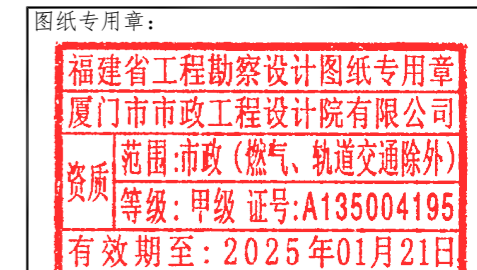 图纸专用章：
福建省工程勘察设计图纸专用章
厦门市市政工程设计院有限公司
资质
范围:市政（燃气、轨道交通除外）
等级：甲级 证号:A135004195
有效期至：2025年01月21日